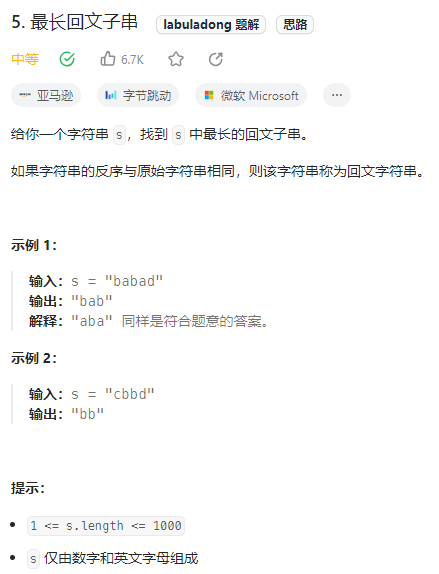 5. 最长回文子串 labuladong 题解 思路
中等 6.7K
亚马逊 字节跳动 微软 Microsoft ...
给你一个字符串 s，找到 s 中最长的回文子串。
如果字符串的反序与原始字符串相同，则该字符串称为回文字符串。
示例 1：
输入：s = "babad"
输出："bab"
解释："aba" 同样是符合题意的答案。
示例 2：
输入：s = "cbbd"
输出："bb"
提示：
• 1 <= s.length <= 1000
• s 仅由数字和英文字母组成